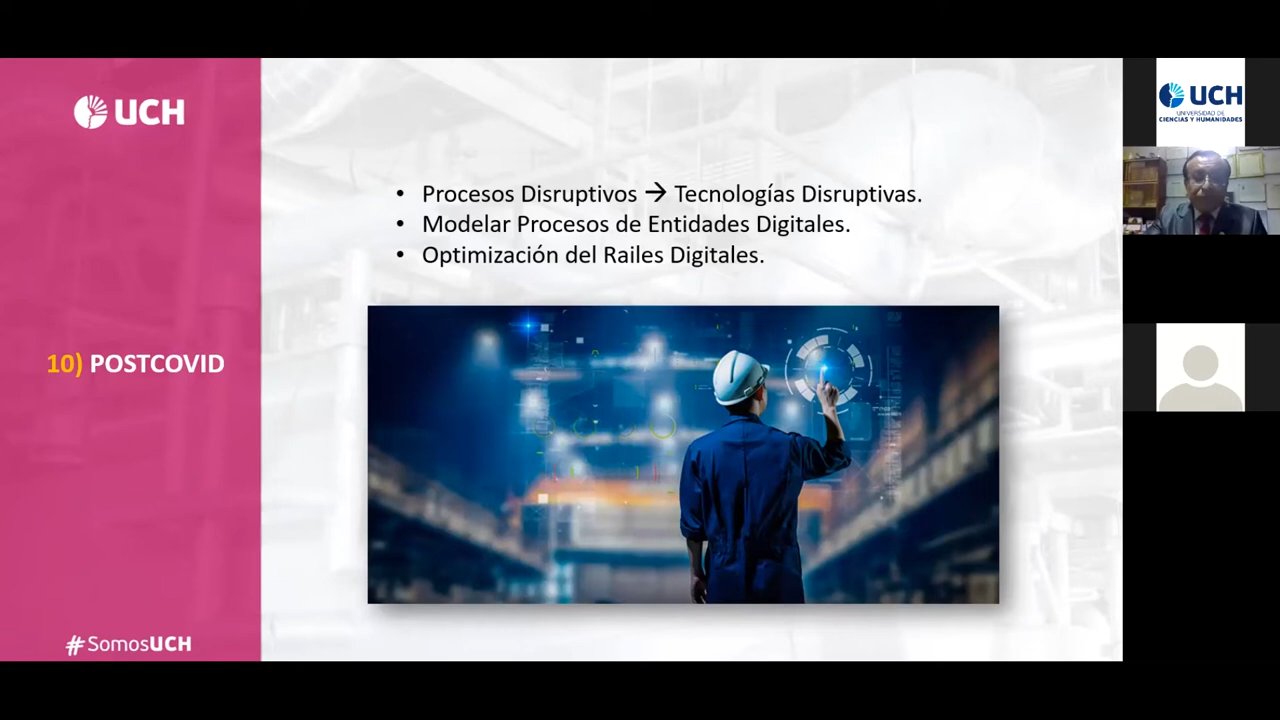 UCH
10) POSTCOVID
#SomosUCH
• Procesos Disruptivos → Tecnologías Disruptivas.
• Modelar Procesos de Entidades Digitales.
• Optimización del Railes Digitales.
UCH
UNIVERSIDAD DE
CIENCIAS Y HUMANIDADES